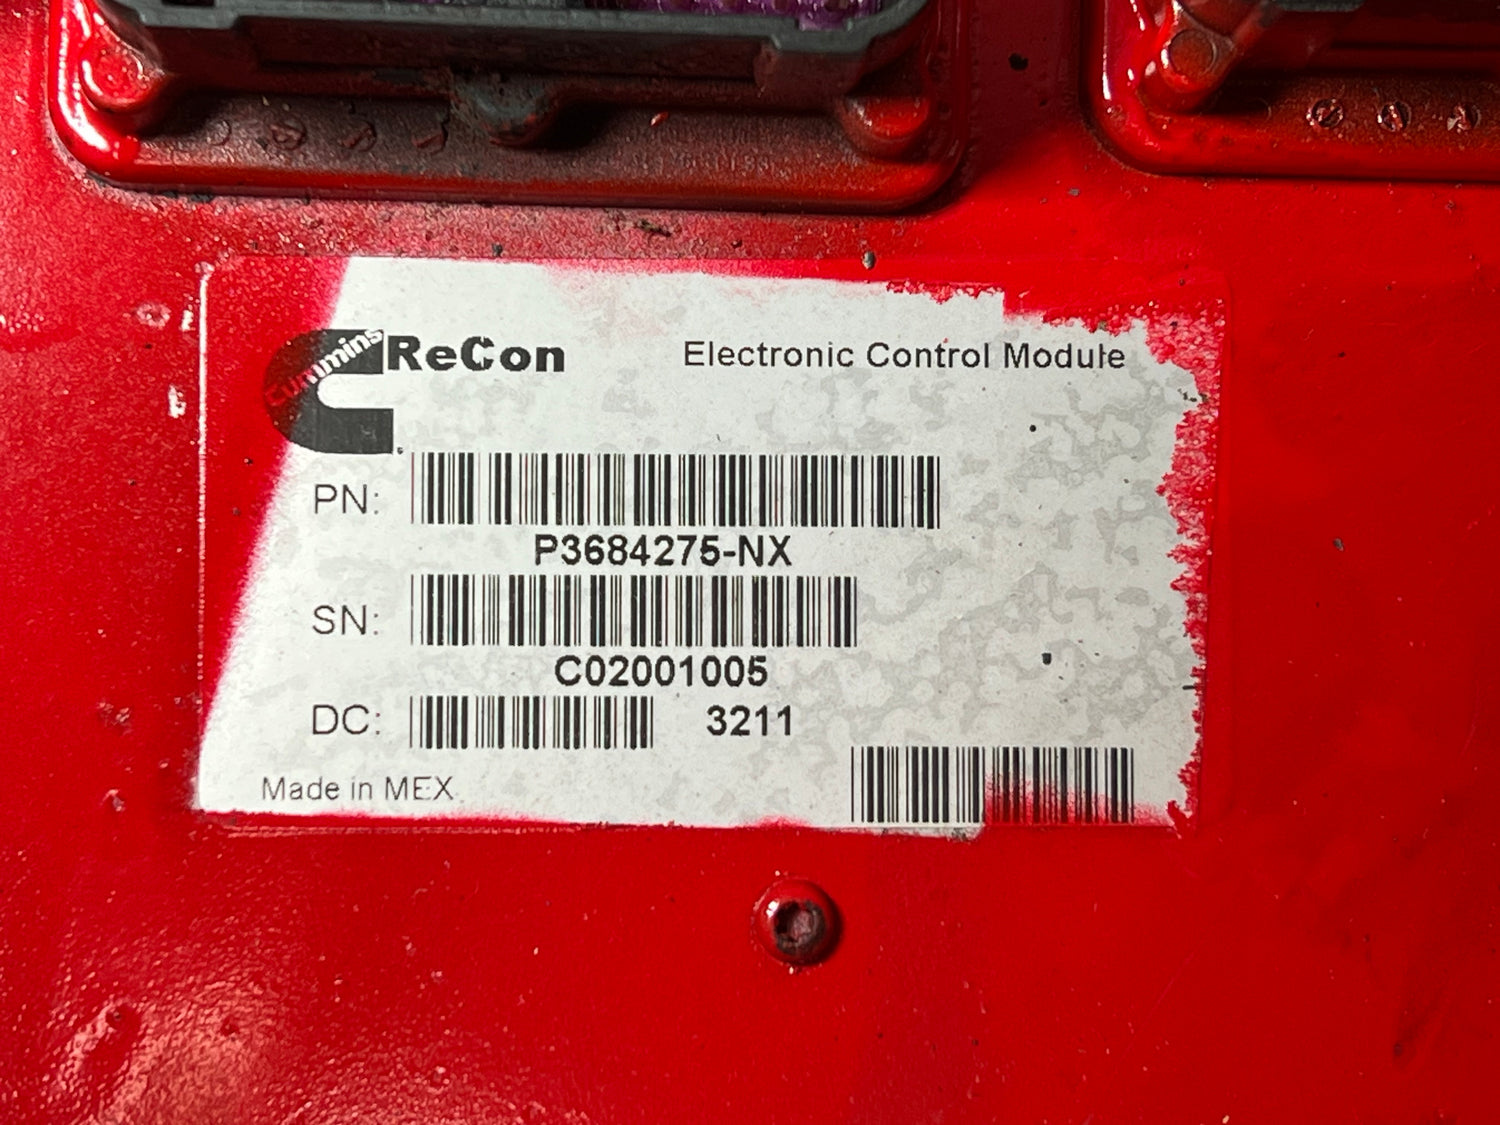 Cummins ReCon Electronic Control Module
PN:
P3684275-NX
SN:
C02001005
DC: 3211
Made in MEX